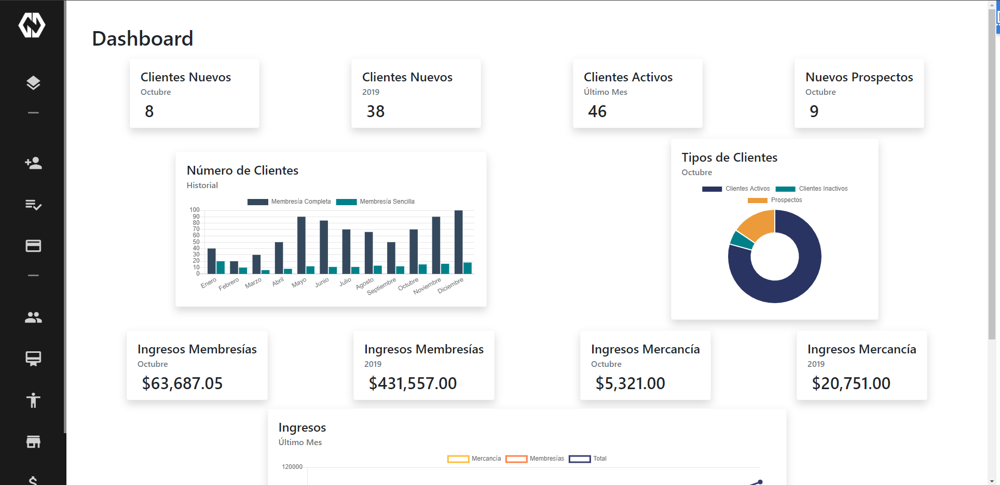 Dashboard
Clientes Nuevos
Octubre
8
Clientes Nuevos
2019
38
Clientes Activos
Último Mes
46
Nuevos Prospectos
Octubre
9
Número de Clientes
Historial
Membresía Completa Membresía Sencilla
100
90
80
70
60
50
40
30
20
10
0
Enero Febrero Marzo Abril Mayo Junio Julio Agosto Septiembre Octubre Noviembre Diciembre
Tipos de Clientes
Octubre
Clientes Activos Clientes Inactivos
Prospectos
Ingresos Membresías
Octubre
$63,687.05
Ingresos Membresías
2019
$431,557.00
Ingresos Mercancía
Octubre
$5,321.00
Ingresos Mercancía
2019
$20,751.00
Ingresos
Último Mes
Mercancía Membresías Total
120000